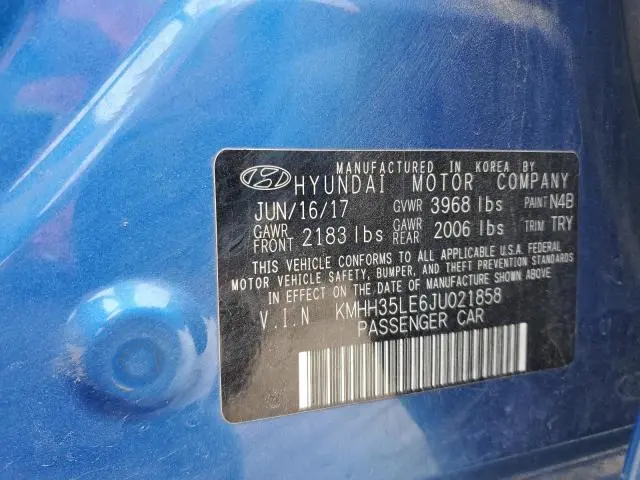 MANUFACTURED IN KOREA BY
HYUNDAI MOTOR COMPANY
JUN/16/17 GVWR 3968 lbs PAINT N4B
GAWR FRONT 2183 lbs GAWR REAR 2006 lbs TRIM TRY
THIS VEHICLE CONFORMS TO ALL APPLICABLE U.S.A. FEDERAL
MOTOR VEHICLE SAFETY, BUMPER, AND THEFT PREVENTION
STANDARDS IN EFFECT ON THE DATE OF MANUFACTURE SHOWN ABOVE.
V.I.N KMHH35LE6JU021858
PASSENGER CAR